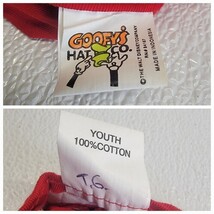 GOOFY'S
HAT CO.
© THE WALT DISNEY COMPANY
MADE IN INDONESIA
YOUTH
100%COTTON
T.G.